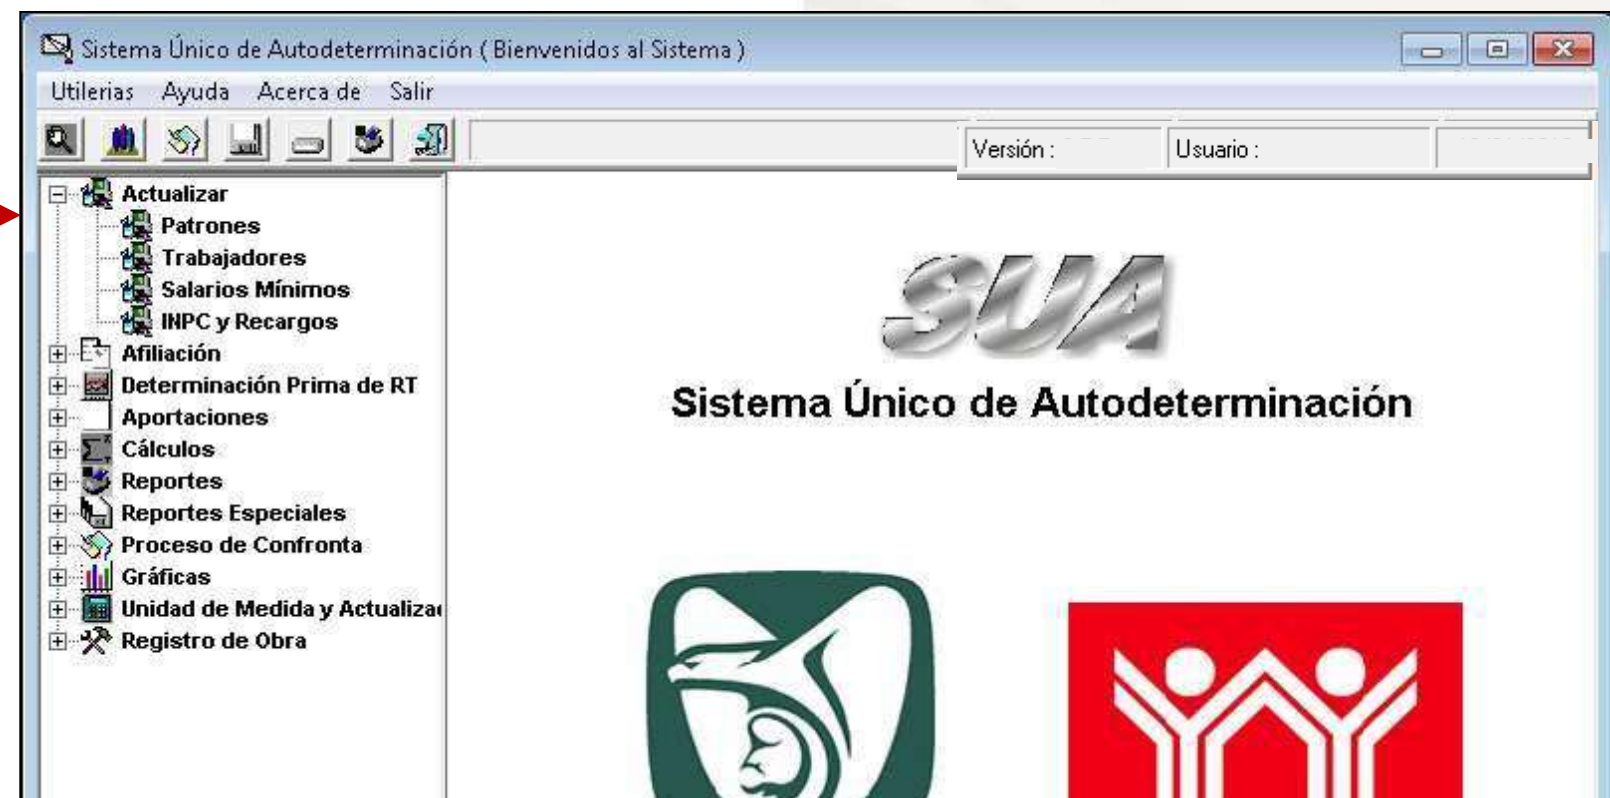 Sistema Único de Autodeterminación ( Bienvenidos al Sistema )
Utilerias Ayuda Acerca de Salir
Versión : Usuario :
Actualizar
Patrones
Trabajadores
Salarios Mínimos
INPC y Recargos
Afiliación
Determinación Prima de RT
Aportaciones
Cálculos
Reportes
Reportes Especiales
Proceso de Confronta
Gráficas
Unidad de Medida y Actualiza
Registro de Obra
SUA
Sistema Único de Autodeterminación